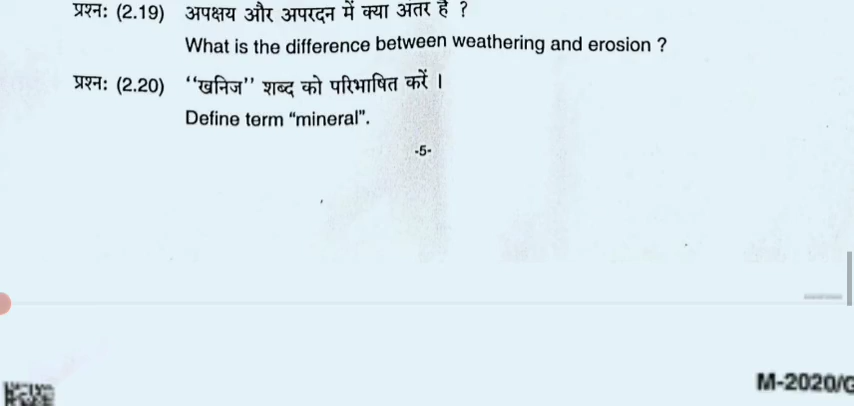 प्रश्न: (2.19) अपक्षय और अपरदन में क्या अंतर है ?
What is the difference between weathering and erosion ?
प्रश्न: (2.20) ‘‘खनिज’’ शब्द को परिभाषित करें ।
Define term “mineral”.
-5-
M-2020/G